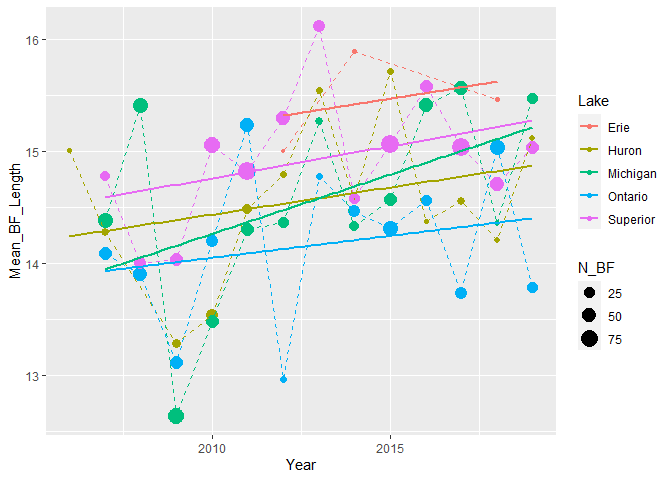 16
15
14
13
Mean_BF_Length
2010
2015
Year
Lake
Erie
Huron
Michigan
Ontario
Superior
N_BF
25
50
75